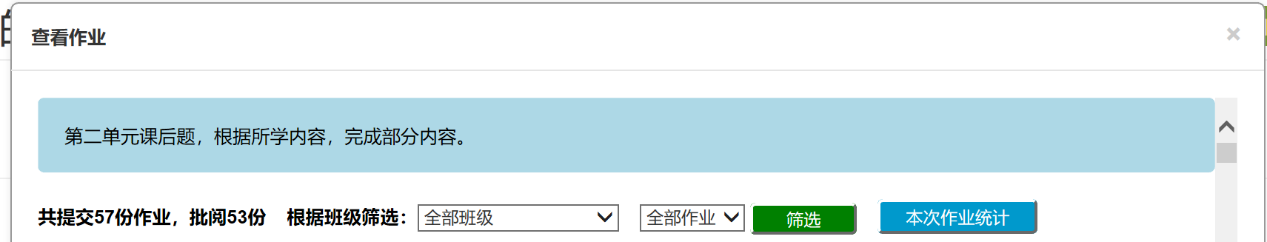 查看作业
×
第二单元课后题，根据所学内容，完成部分内容。
共提交57份作业，批阅53份 根据班级筛选： 全部班级 全部作业 筛选 本次作业统计